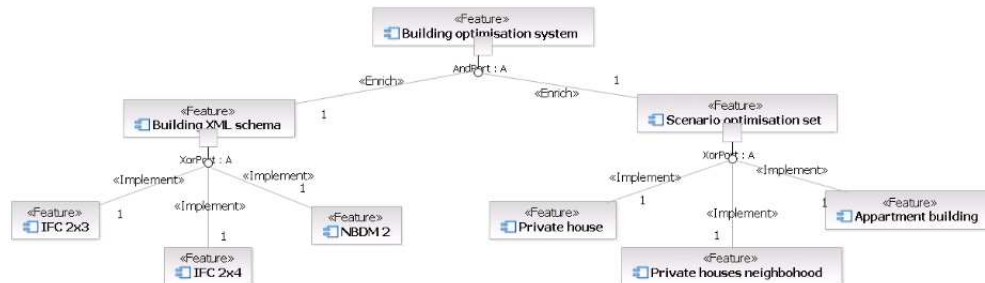 «Feature»
Building optimisation system
AndPort : A
«Enrich»
1
«Enrich»
1
«Feature»
Building XML schema
«Feature»
Scenario optimisation set
XorPort : A
XorPort : A
«Implement»
«Implement»
1
«Implement»
«Implement»
«Feature»
IFC 2x3
1
«Implement»
1
«Feature»
NBDM 2
«Feature»
Private house
1
«Implement»
1
«Feature»
Appartment building
1
«Feature»
IFC 2x4
«Feature»
Private houses neighbohood